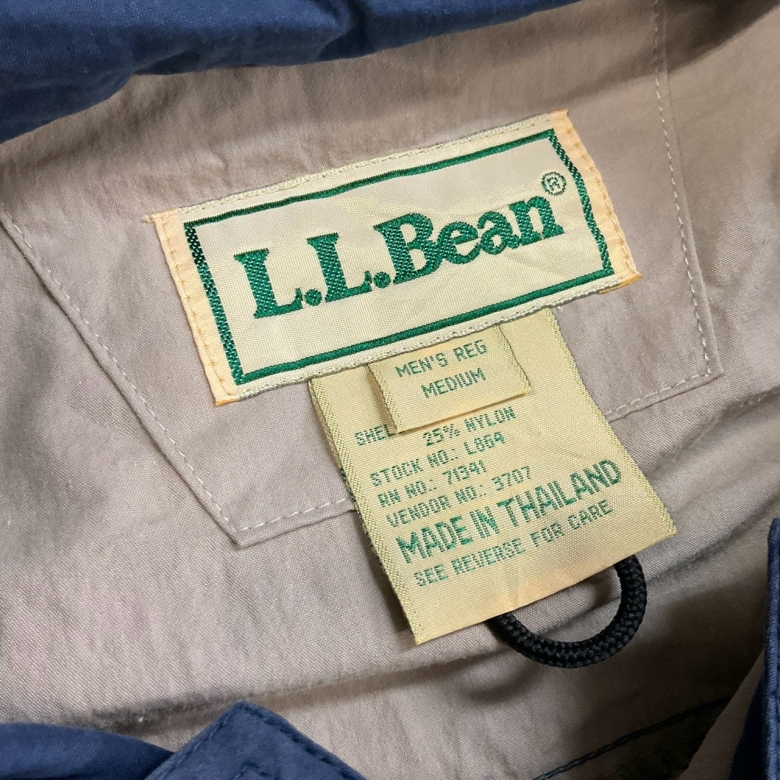 L.L.Bean®
MEN'S REG
MEDIUM
25% NYLON
STOCK NO.: L864
RN NO.: 71341
VENDOR NO.: 3707
MADE IN THAILAND
SEE REVERSE FOR CARE